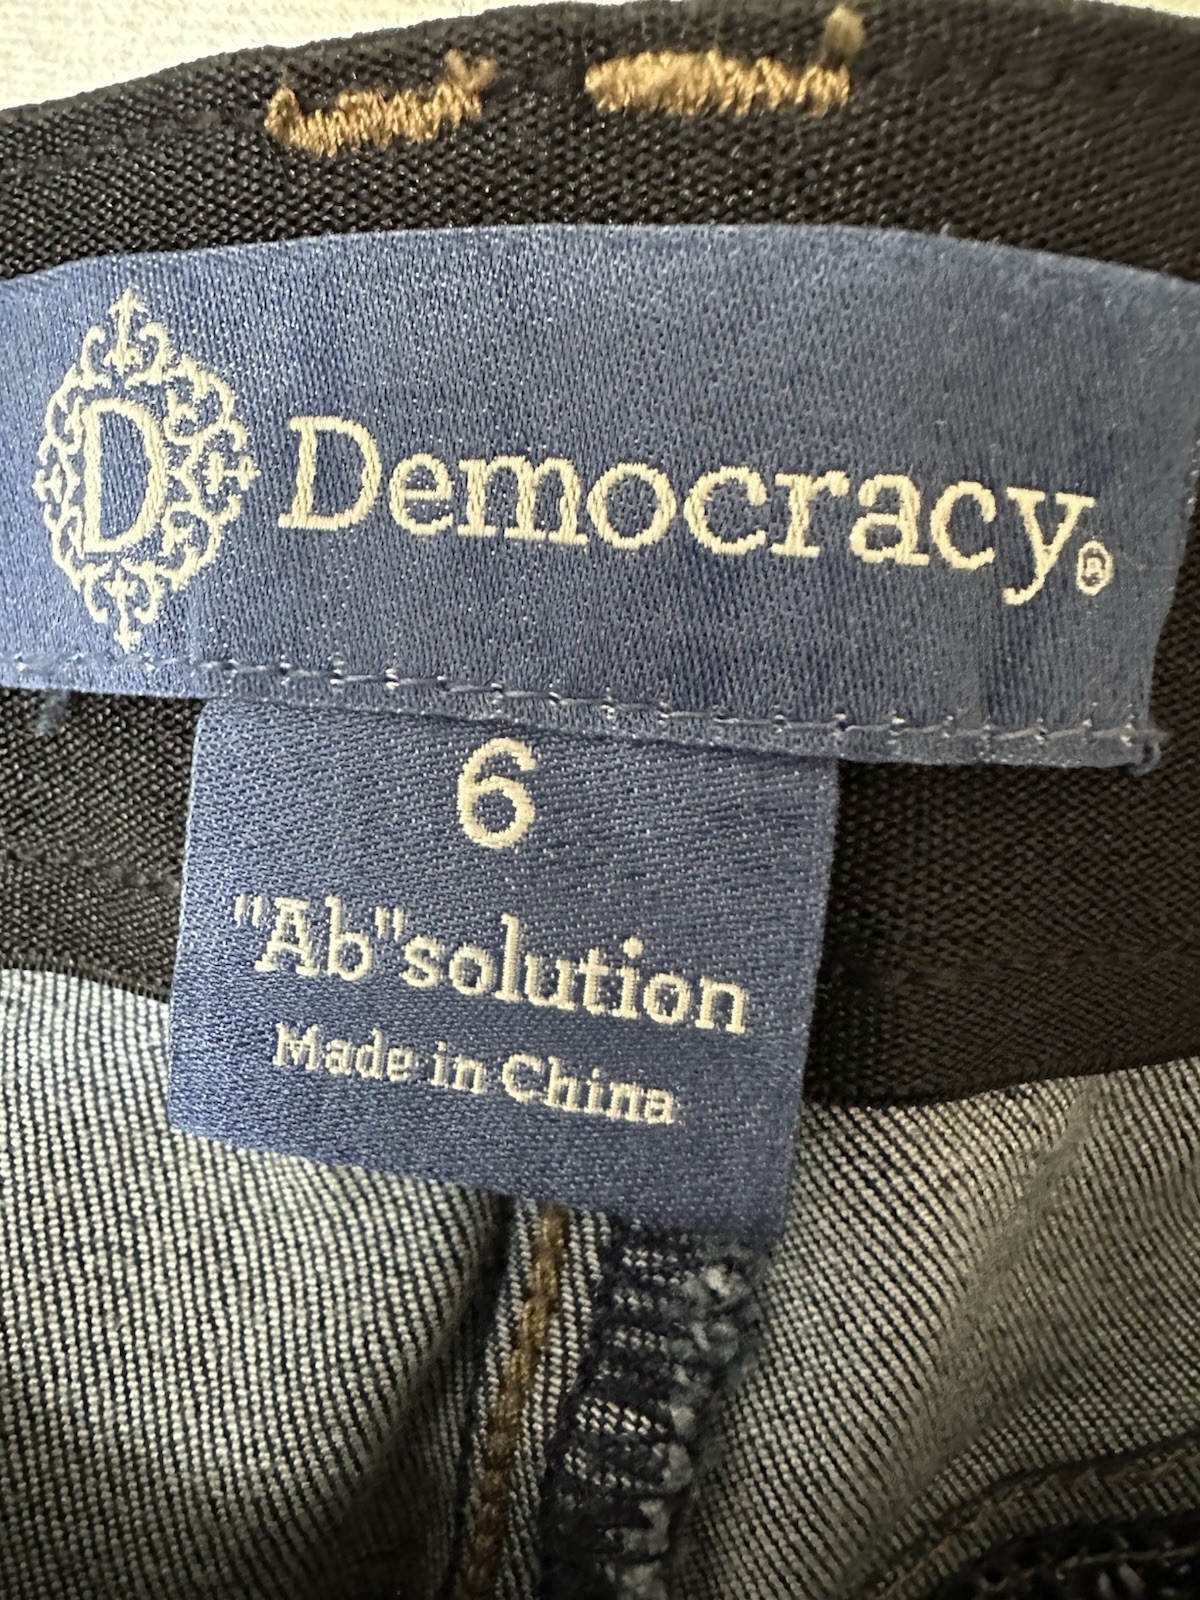 D Democracy®
6
"Ab"solution
Made in China